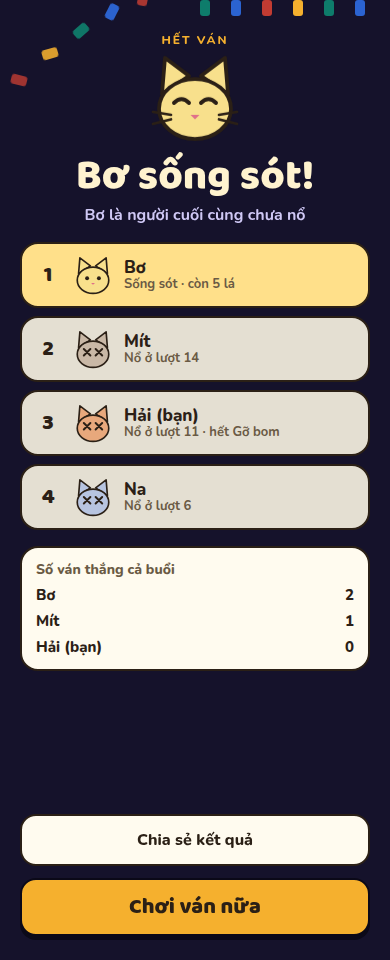 HẾT VÁN
Bơ sống sót!
Bơ là người cuối cùng chưa nổ
1
Bơ
Sống sót · còn 5 lá
2
Mít
Nổ ở lượt 14
3
Hải (bạn)
Nổ ở lượt 11 · hết Gỡ bom
4
Na
Nổ ở lượt 6
Số ván thắng cả buổi
Bơ 2
Mít 1
Hải (bạn) 0
Chia sẻ kết quả
Chơi ván nữa